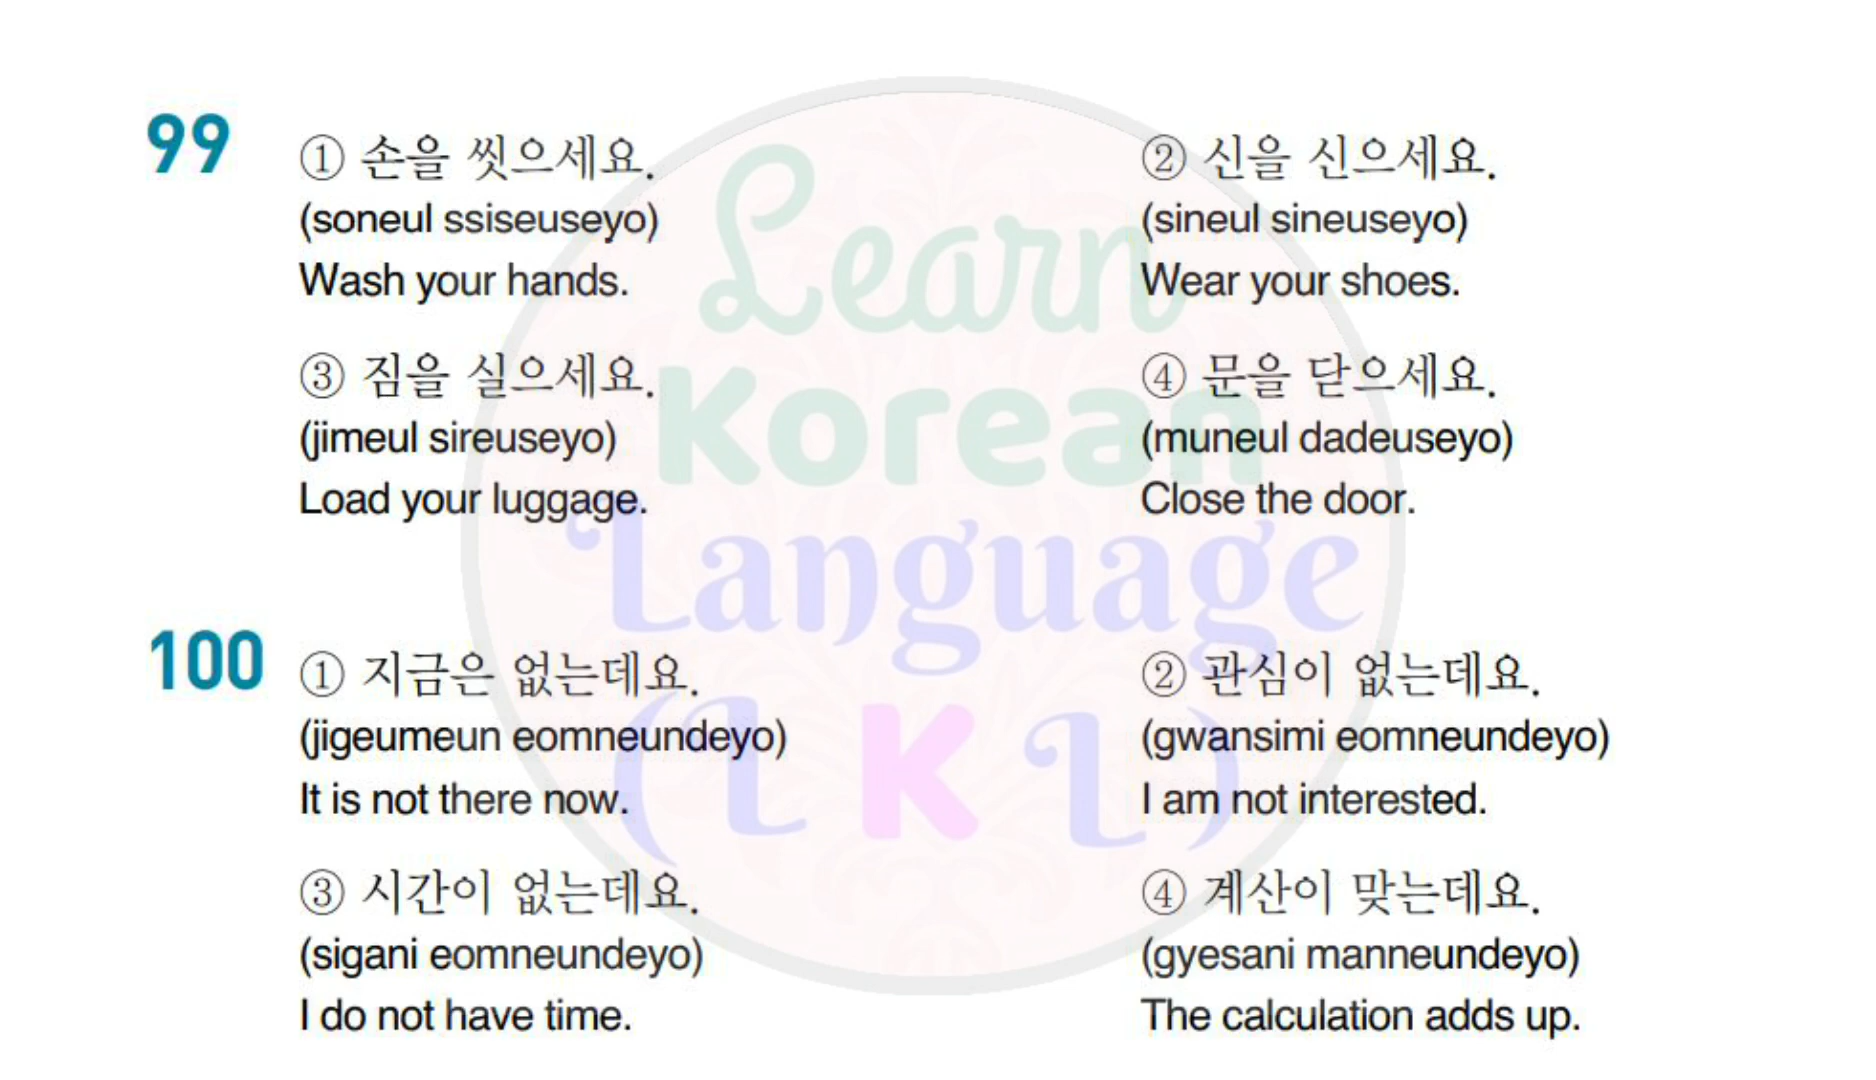 99
① 손을 씻으세요.
(soneul ssiseuseyo)
Wash your hands.
② 신을 신으세요.
(sineul sineuseyo)
Wear your shoes.
③ 짐을 실으세요.
(jimeul sireuseyo)
Load your luggage.
④ 문을 닫으세요.
(muneul dadeuseyo)
Close the door.
100
① 지금은 없는데요.
(jigeumeun eomneundeyo)
It is not there now.
② 관심이 없는데요.
(gwansimi eomneundeyo)
I am not interested.
③ 시간이 없는데요.
(sigani eomneundeyo)
I do not have time.
④ 계산이 맞는데요.
(gyesani manneundeyo)
The calculation adds up.
Learn
Korean
Language
(L K L)